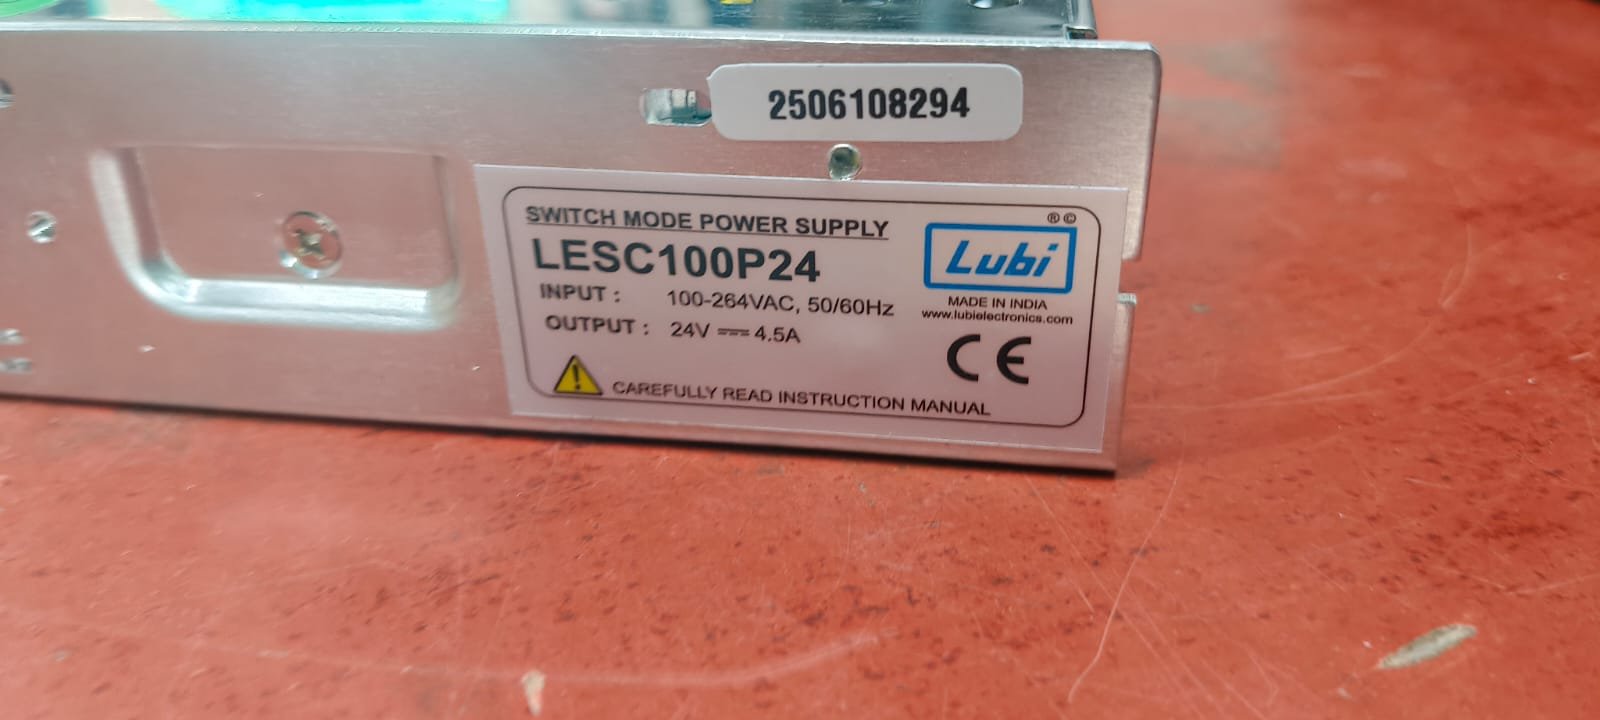 2506108294
SWITCH MODE POWER SUPPLY
LESC100P24
INPUT : 100-264VAC, 50/60Hz
OUTPUT : 24V ⎓ 4.5A
CAREFULLY READ INSTRUCTION MANUAL
® ©
Lubi
MADE IN INDIA
www.lubielectronics.com
CE